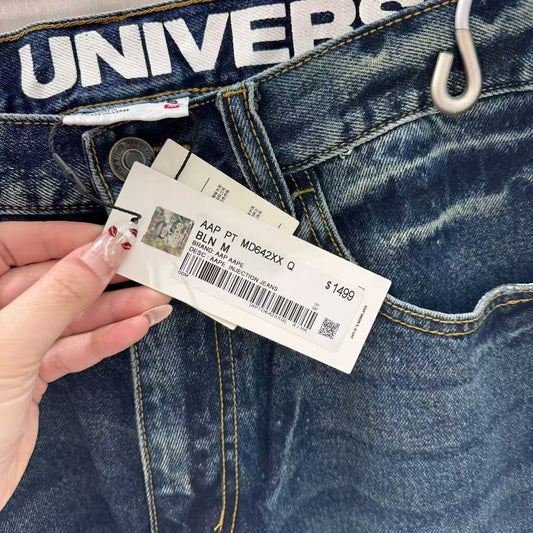 UNIVERS
AAP PT MD642XX Q
BLN M
BRAND: AAP AAPE
DESC: AAPE INJECTION JEANS
$1499